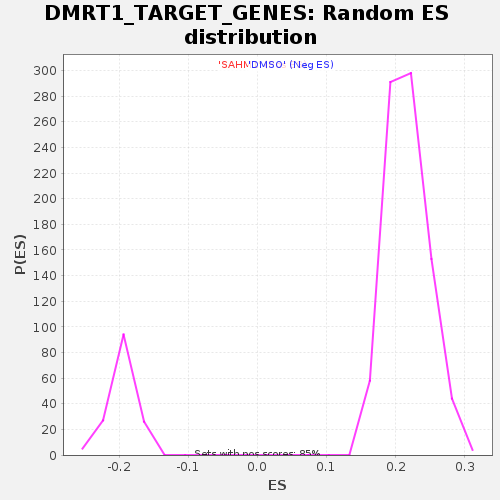 DMRT1_TARGET_GENES: Random ES
distribution
'SAHM'DMSO' (Neg ES)
300
280
260
240
220
200
180
160
140
120
100
80
60
40
20
0
P(ES)
Sets with pos scores: 85%
-0.2 -0.1 0.0 0.1 0.2 0.3
ES